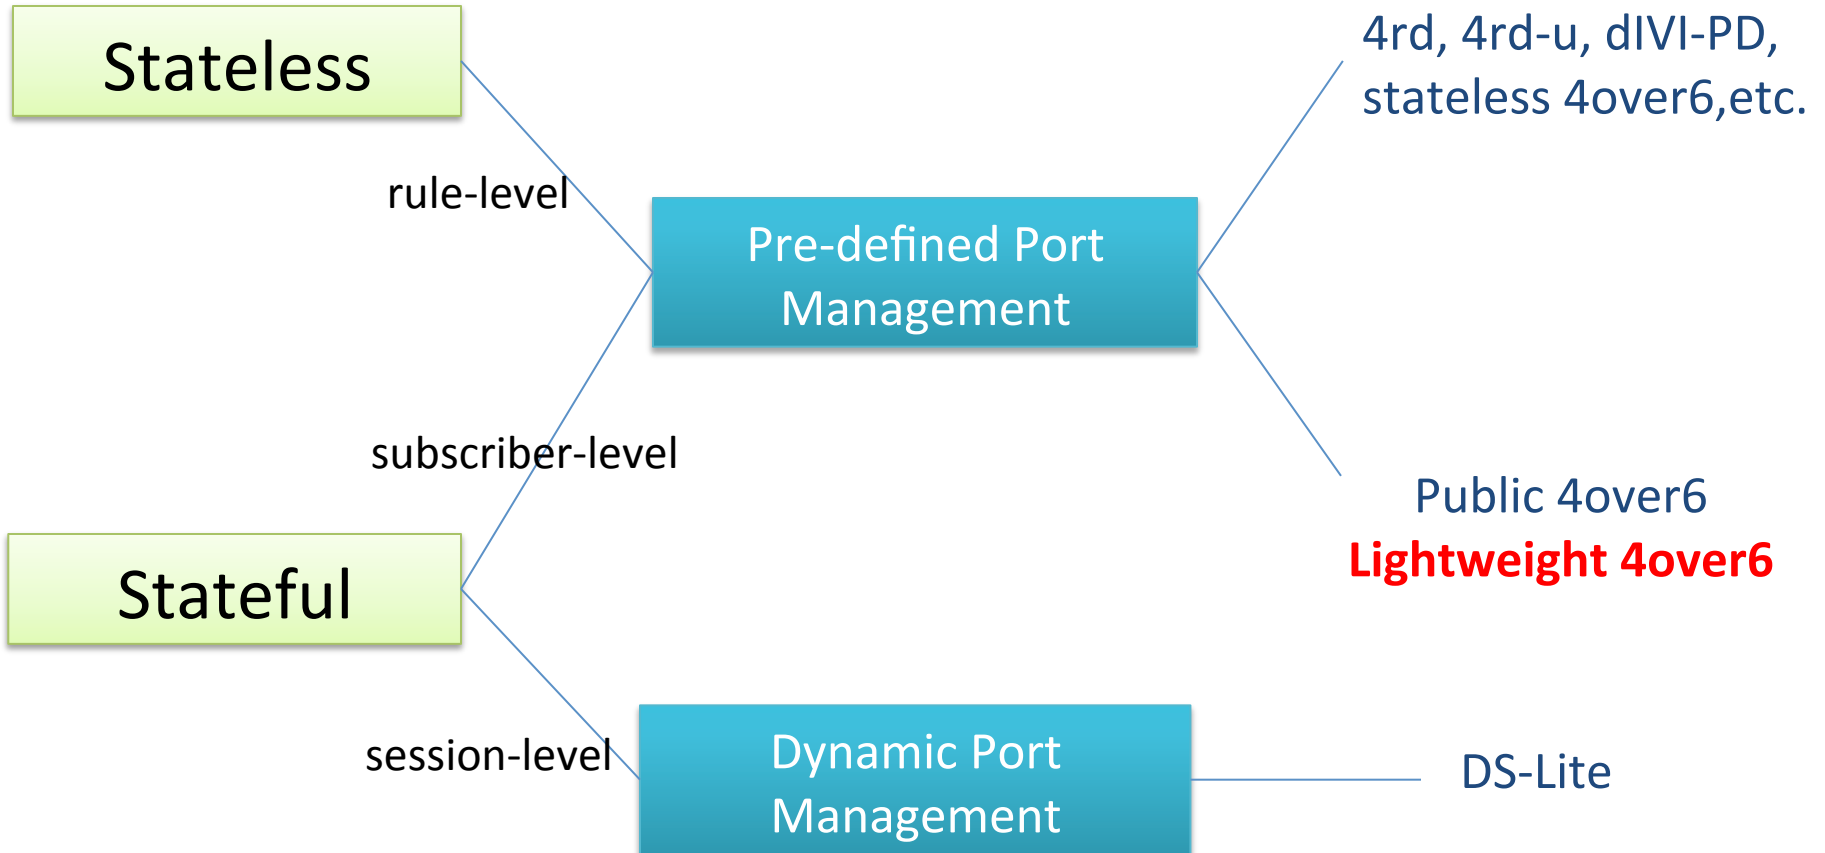 Stateless
4rd, 4rd-u, dIVI-PD,
stateless 4over6,etc.
rule-level
Pre-defined Port
Management
subscriber-level
Public 4over6
Lightweight 4over6
Stateful
session-level
Dynamic Port
Management
DS-Lite